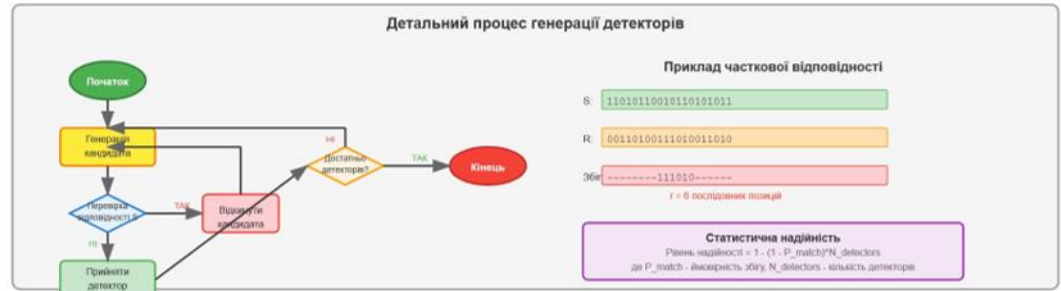 Детальний процес генерації детекторів
Початок
Генерація
кандидата
Перевірка
відповідності S
ТАК
Відкинути
кандидата
НІ
Прийняти
детектор
НІ
Достатньо
детекторів?
ТАК
Кінець
Приклад часткової відповідності
S: 11010110010110101011
R: 00110100111010011010
Збіг --------111010------
r = 6 послідовних позицій
Статистична надійність
Рівень надійності = 1 - (1 - P_match)^N_detectors
де P_match - ймовірність збігу, N_detectors - кількість детекторів